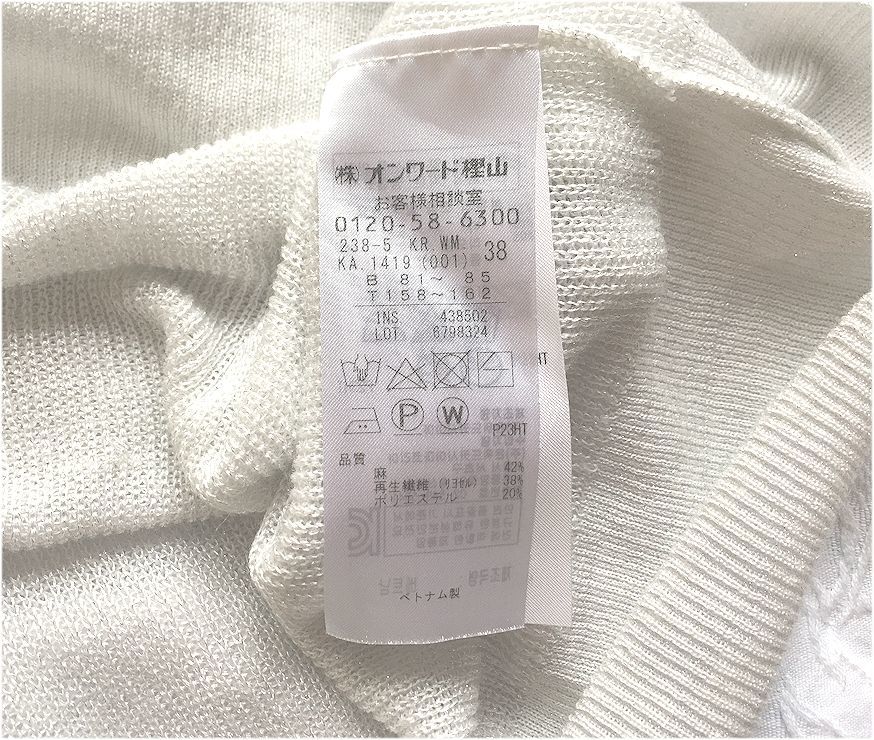 (株)オンワード樫山
お客様相談室
0120-58-6300
238-5 KR WM. 38
KA.1419 (001)
B 81～ 85
T158～162
INS 438502
LOT 6798324
P
W
P23HT
HT
品質
麻 42%
再生繊維 (ﾘﾖｾﾙ) 38%
ポリエステル 20%
ベトナム製